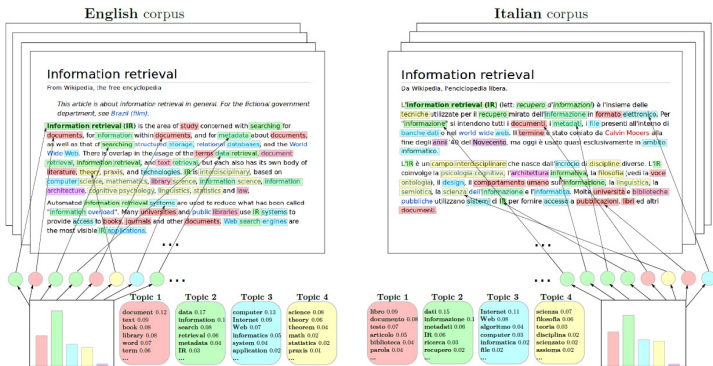 English corpus
Information retrieval
From Wikipedia, the free encyclopedia
This article is about information retrieval in general. For the fictional government
department, see Brazil (film).
Information retrieval (IR) is the area of study concerned with searching for
documents, for information within documents, and for metadata about documents,
as well as that of searching structured storage, relational databases, and the World
Wide Web. There is overlap in the usage of the terms data retrieval, document
retrieval, information retrieval, and text retrieval, but each also has its own body of
literature, theory, praxis, and technologies. IR is interdisciplinary, based on
computer science, mathematics, library science, information science, information
architecture, cognitive psychology, linguistics, statistics and law.
Automated information retrieval systems are used to reduce what has been called
"information overload". Many universities and public libraries use IR systems to
provide access to books, journals and other documents. Web search engines are
the most visible IR applications.
...
...
Topic 1
document 0.12
text 0.09
book 0.08
library 0.08
word 0.07
term 0.06
...
Topic 2
data 0.17
information 0.1
search 0.08
retrieval 0.06
metadata 0.04
IR 0.03
...
Topic 3
computer 0.13
Internet 0.09
Web 0.07
informatica 0.05
system 0.04
application 0.02
...
Topic 4
science 0.08
theory 0.06
theorem 0.04
math 0.02
statistics 0.02
praxis 0.01
...
Italian corpus
Information retrieval
Da Wikipedia, l'enciclopedia libera.
L'Information retrieval (IR) (lett: recupero d'informazioni) è l'insieme delle
tecniche utilizzate per il recupero mirato dell'informazione in formato elettronico. Per
"informazione" si intendono tutti i documenti, i metadati, i file presenti all'interno di
banche dati o nel world wide web. Il termine è stato coniato da Calvin Mooers alla
fine degli anni '40 del Novecento, ma oggi è usato quasi esclusivamente in ambito
informatico.
L'IR è un campo interdisciplinare che nasce dall'incrocio di discipline diverse. L'IR
coinvolge la psicologia cognitiva, l'architettura informativa, la filosofia (vedi la voce
ontologia), il design, il comportamento umano sull'informazione, la linguistica, la
semiotica, la scienza dell'informazione e l'informatica. Molte università e biblioteche
pubbliche utilizzano sistemi di IR per fornire accesso a pubblicazioni, libri ed altri
documenti.
...
...
Topic 1
libro 0.09
documento 0.08
testo 0.07
articolo 0.05
biblioteca 0.04
parola 0.04
...
Topic 2
dati 0.15
informazione 0.1
metadati 0.06
IR 0.06
ricerca 0.03
recupero 0.02
...
Topic 3
Internet 0.11
Web 0.08
algoritmo 0.04
computer 0.03
informatica 0.02
file 0.02
...
Topic 4
scienza 0.07
filosofia 0.04
teoria 0.03
disciplina 0.02
scienzato 0.02
assioma 0.02
...